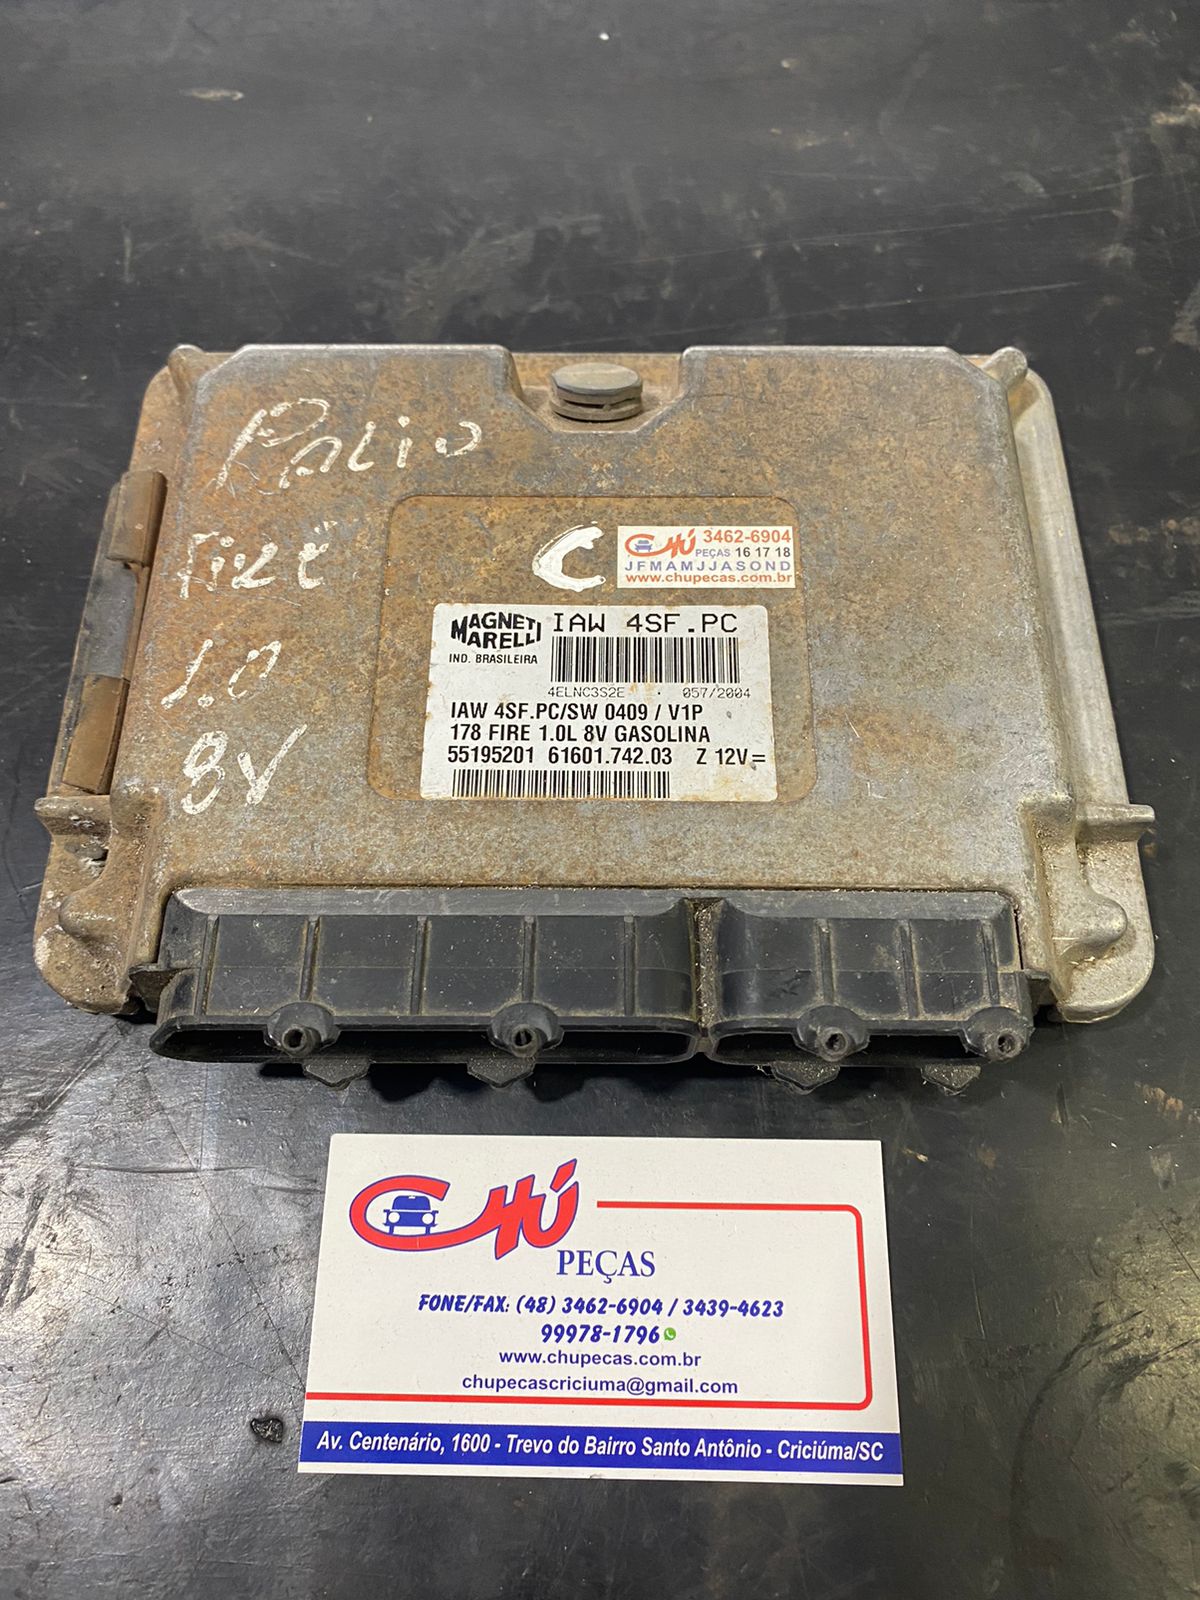 PALIO
FIRE
1.0
8V
C
CHÚ 3462-6904
PEÇAS 16 17 18
JFMAMJJASOND
www.chupecas.com.br
MAGNETI MARELLI
IND. BRASILEIRA
IAW 4SF.PC
4ELNC3S2E · 057/2004
IAW 4SF.PC/SW 0409 / V1P
178 FIRE 1.0L 8V GASOLINA
55195201 61601.742.03 Z 12V=
CHÚ
PEÇAS
FONE/FAX: (48) 3462-6904 / 3439-4623
99978-1796
www.chupecas.com.br
chupecascriciuma@gmail.com
Av. Centenário, 1600 - Trevo do Bairro Santo Antônio - Criciúma/SC